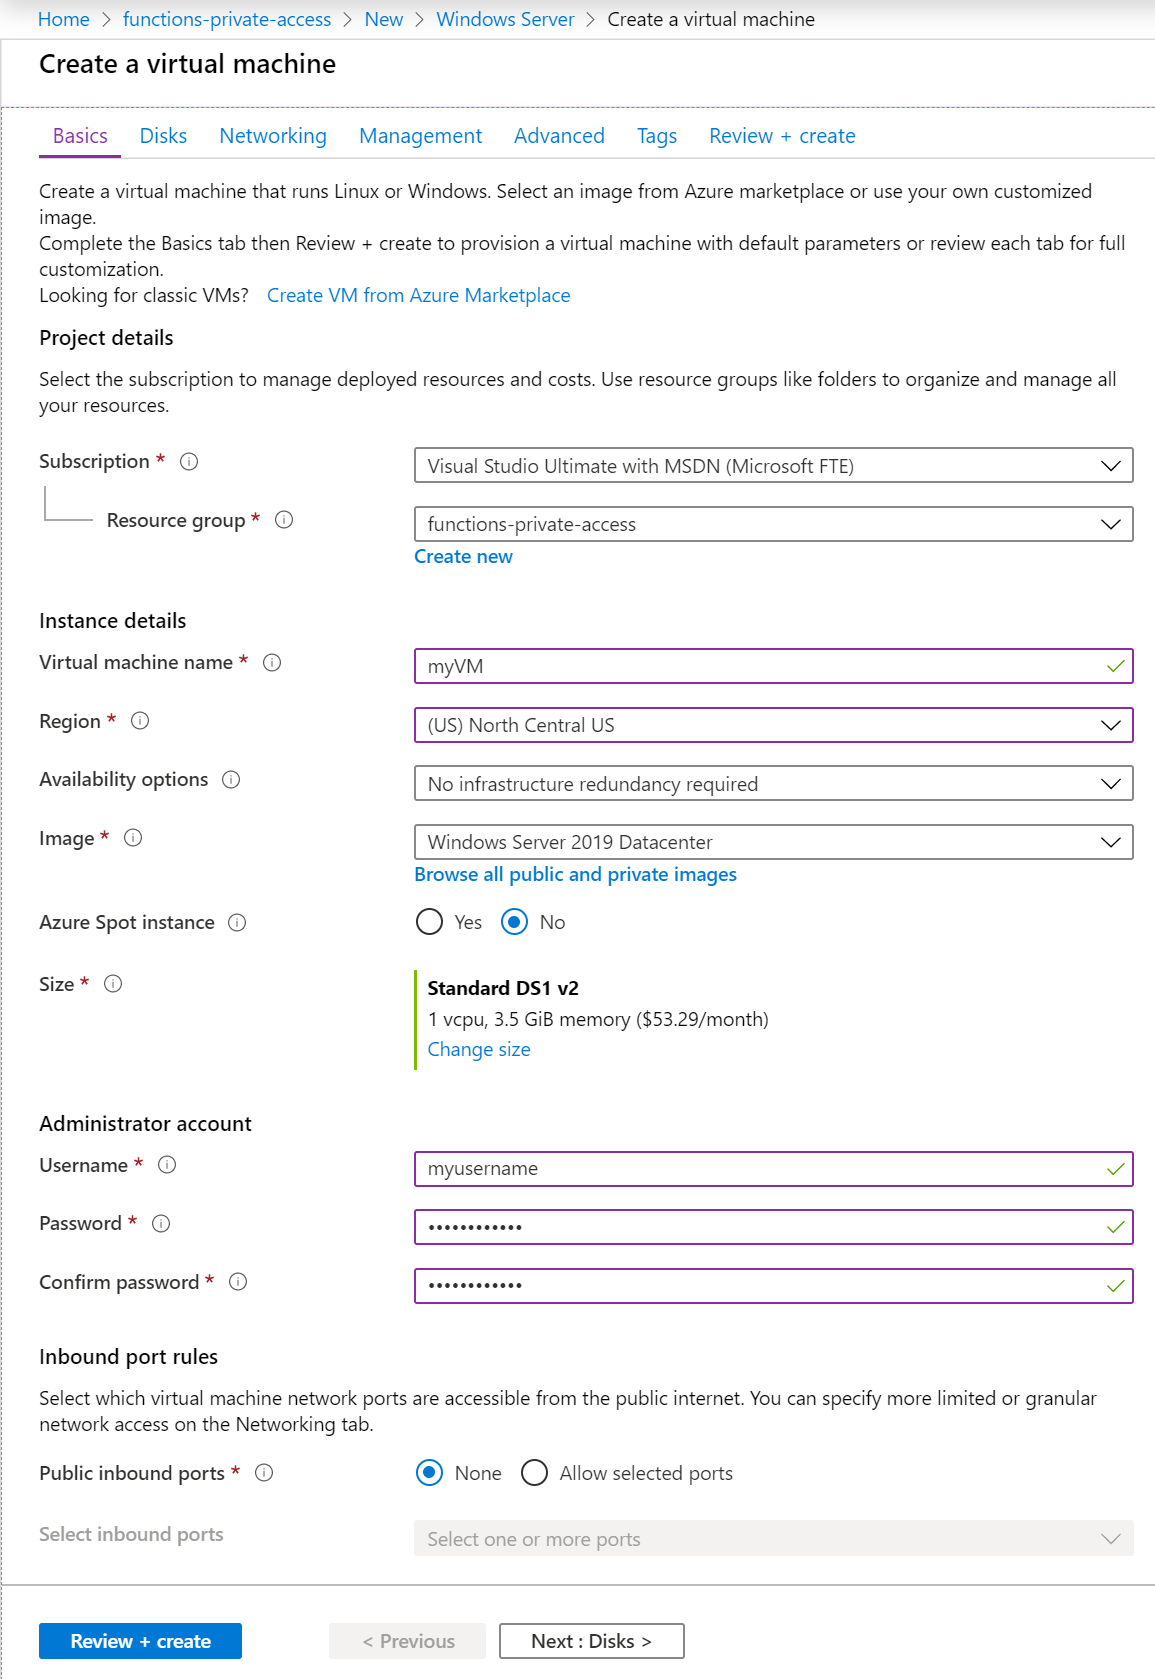 Home > functions-private-access > New > Windows Server > Create a virtual machine
Create a virtual machine
Basics Disks Networking Management Advanced Tags Review + create
Create a virtual machine that runs Linux or Windows. Select an image from Azure marketplace or use your own customized
image.
Complete the Basics tab then Review + create to provision a virtual machine with default parameters or review each tab for full
customization.
Looking for classic VMs? Create VM from Azure Marketplace
Project details
Select the subscription to manage deployed resources and costs. Use resource groups like folders to organize and manage all
your resources.
Subscription * Visual Studio Ultimate with MSDN (Microsoft FTE)
Resource group * functions-private-access
Create new
Instance details
Virtual machine name * myVM
Region * (US) North Central US
Availability options No infrastructure redundancy required
Image * Windows Server 2019 Datacenter
Browse all public and private images
Azure Spot instance Yes No
Size * Standard DS1 v2
1 vcpu, 3.5 GiB memory ($53.29/month)
Change size
Administrator account
Username * myusername
Password * ••••••••••••
Confirm password * ••••••••••••
Inbound port rules
Select which virtual machine network ports are accessible from the public internet. You can specify more limited or granular
network access on the Networking tab.
Public inbound ports * None Allow selected ports
Select inbound ports Select one or more ports
Review + create < Previous Next : Disks >